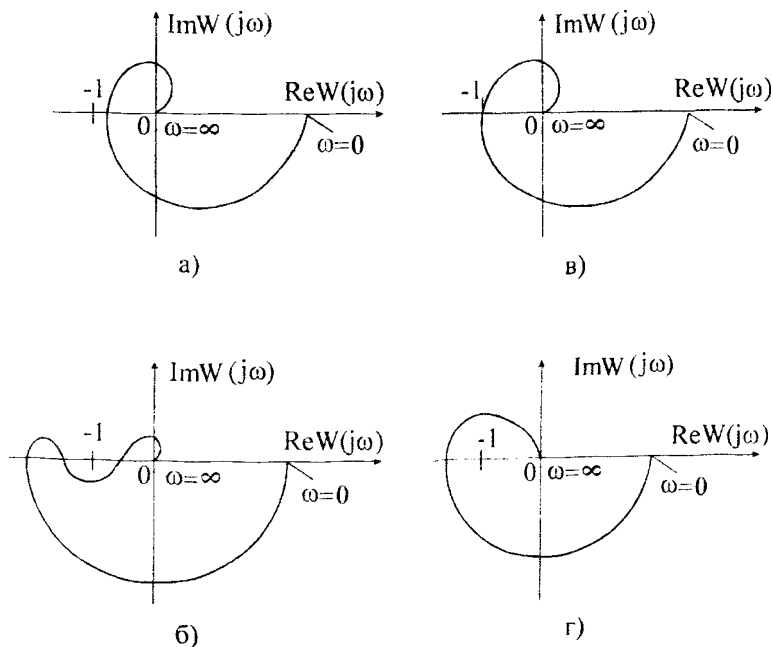 ImW (jω)
-1
ReW(jω)
0
ω=∞
ω=0
а)
ImW (jω)
-1
ReW(jω)
0
ω=∞
ω=0
в)
ImW (jω)
-1
ReW(jω)
0
ω=∞
ω=0
б)
ImW (jω)
-1
ReW(jω)
0
ω=∞
ω=0
г)